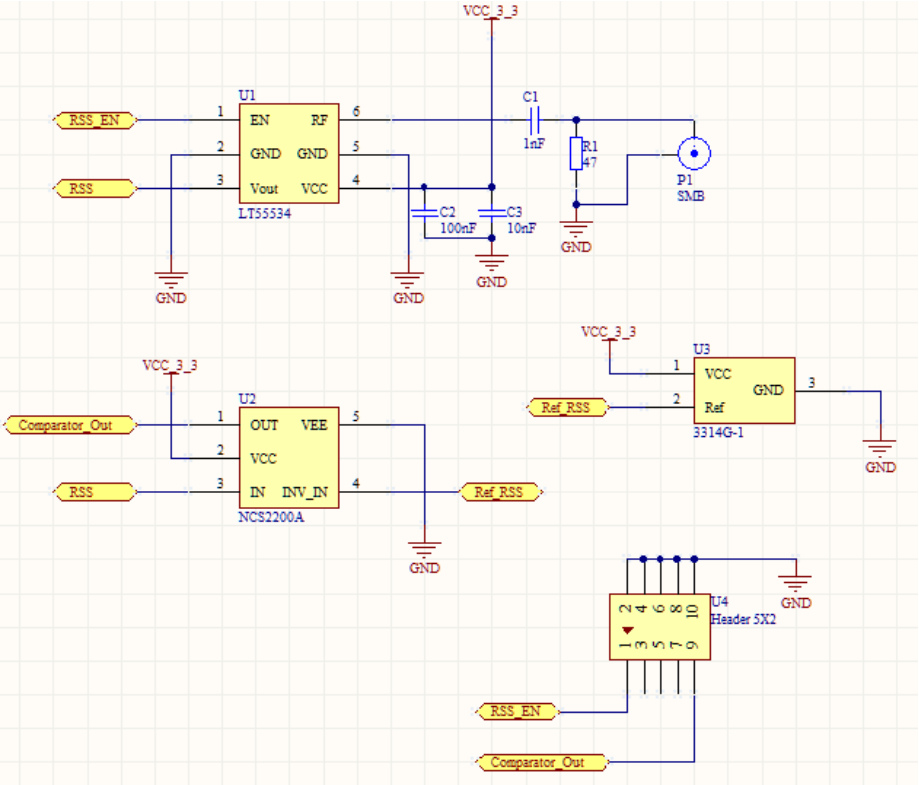 VCC_3_3
U1
C1
RSS_EN
1
EN
RF
6
1nF
2
GND
GND
5
R1
47
P1
SMB
RSS
3
Vout
VCC
4
LT55534
C2
100nF
C3
10nF
GND
GND
GND
GND
VCC_3_3
U3
1
VCC
GND
3
Ref_RSS
2
Ref
3314G-1
GND
VCC_3_3
U2
Comparator_Out
1
OUT
VEE
5
2
VCC
RSS
3
IN
INV_IN
4
Ref_RSS
NCS2200A
GND
GND
U4
Header 5X2
2
4
6
8
10
1
3
5
7
9
RSS_EN
Comparator_Out